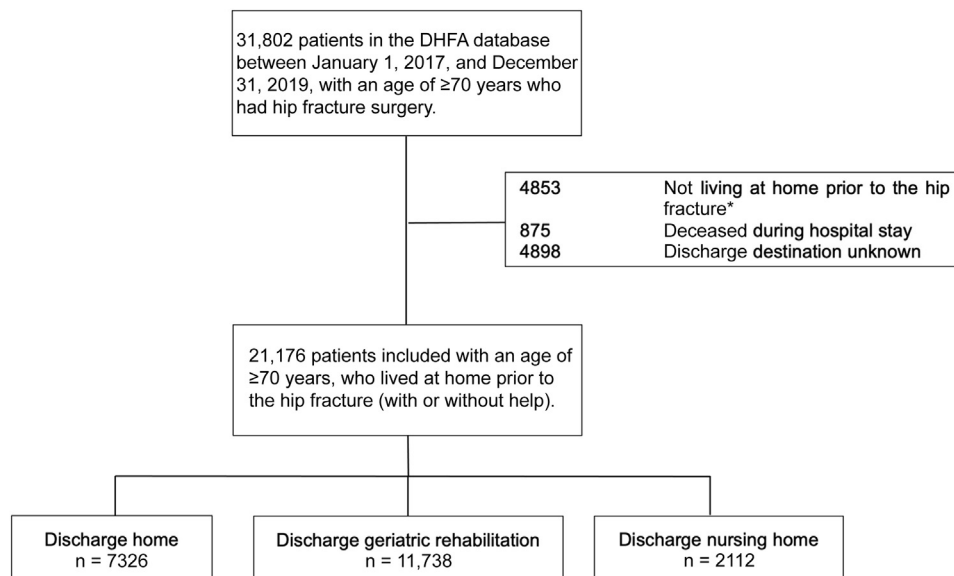 31,802 patients in the DHFA database
between January 1, 2017, and December
31, 2019, with an age of ≥70 years who
had hip fracture surgery.
4853 Not living at home prior to the hip
fracture*
875 Deceased during hospital stay
4898 Discharge destination unknown
21,176 patients included with an age of
≥70 years, who lived at home prior to
the hip fracture (with or without help).
Discharge home
n = 7326
Discharge geriatric rehabilitation
n = 11,738
Discharge nursing home
n = 2112